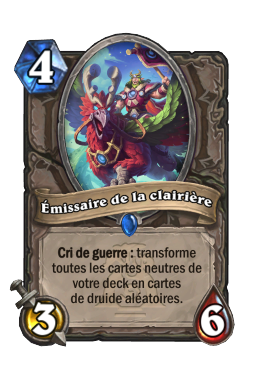 4
Émissaire de la clairière
Cri de guerre : transforme
toutes les cartes neutres de
votre deck en cartes
de druide aléatoires.
3
6